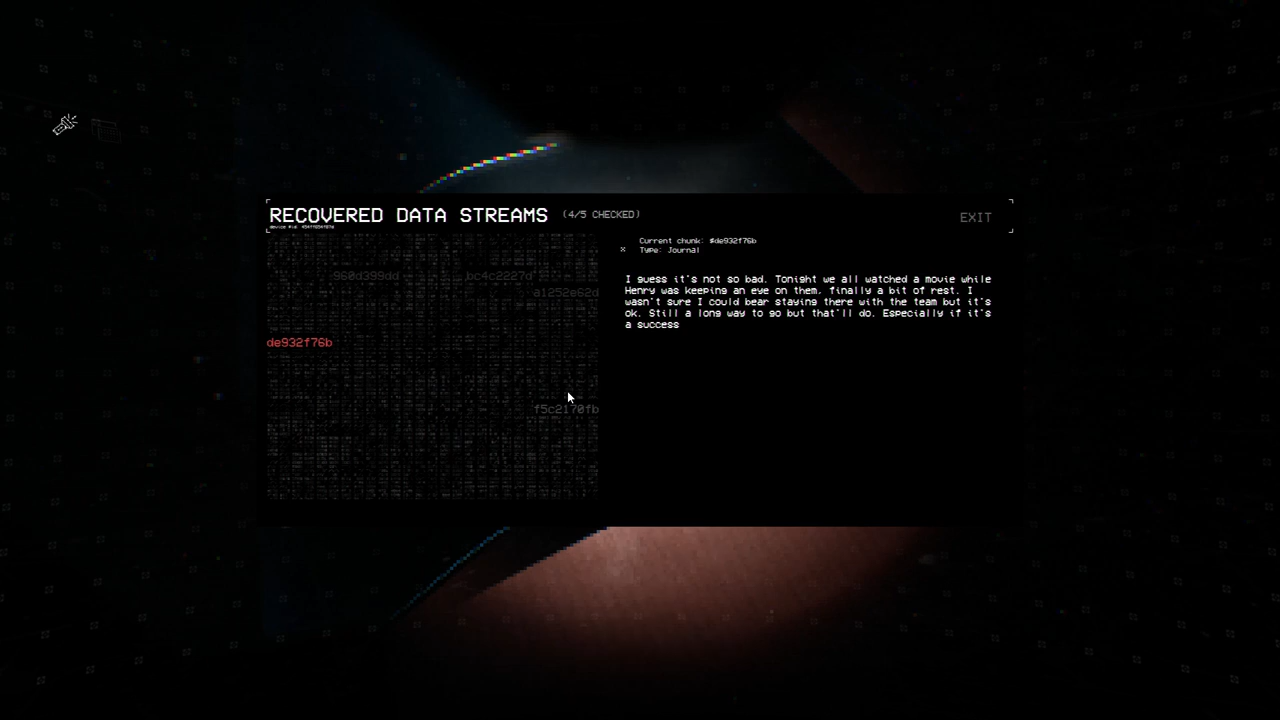 RECOVERED DATA STREAMS (4/5 CHECKED)
EXIT
Current chunk: #de932f76b
Type: Journal
960d399dd
bc4c2227d
a1252e62d
de932f76b
f5c2170fb
I guess it's not so bad. Tonight we all watched a movie while
Henry was keeping an eye on them, finally a bit of rest. I
wasn't sure I could bear staying there with the team but it's
ok. Still a long way to go but that'll do. Especially if it's
a success